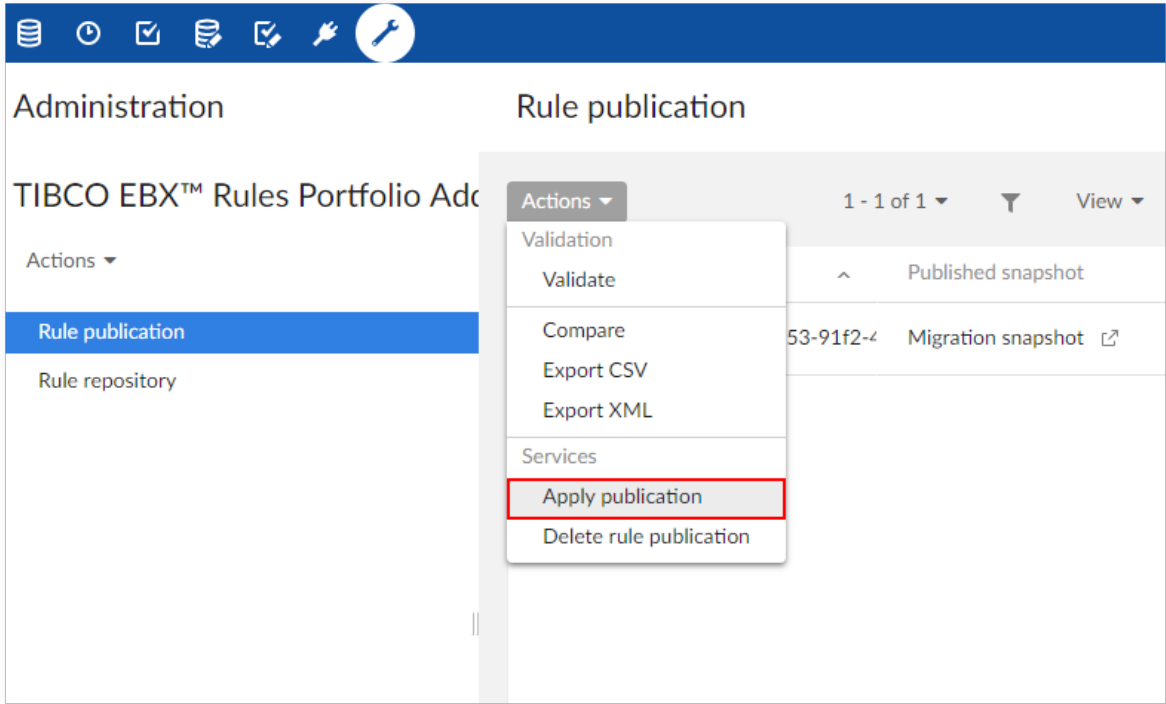 Administration
Rule publication
TIBCO EBX™ Rules Portfolio Add
Actions
Rule publication
Rule repository
Actions
1 - 1 of 1
View
Validation
Validate
Compare
Export CSV
Export XML
Services
Apply publication
Delete rule publication
Published snapshot
53-91f2-4
Migration snapshot